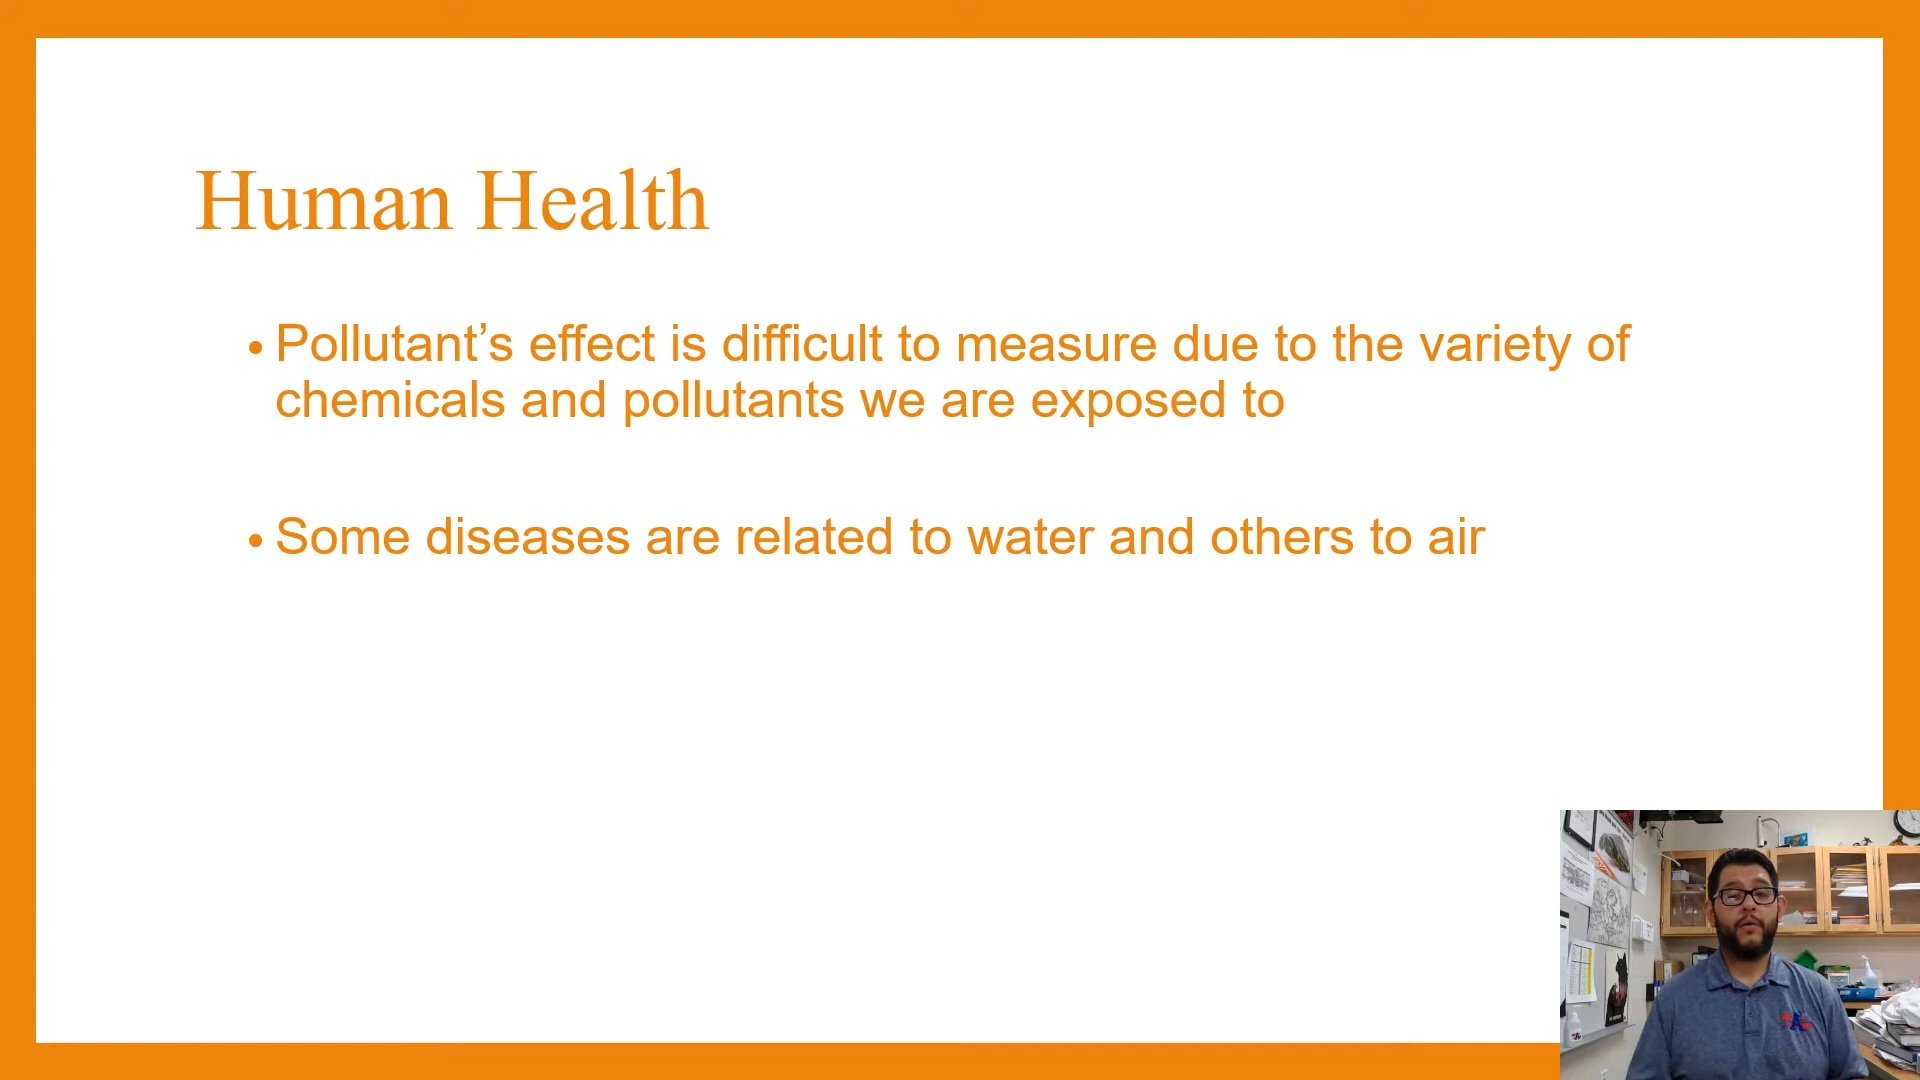 Human Health
• Pollutant’s effect is difficult to measure due to the variety of
chemicals and pollutants we are exposed to
• Some diseases are related to water and others to air